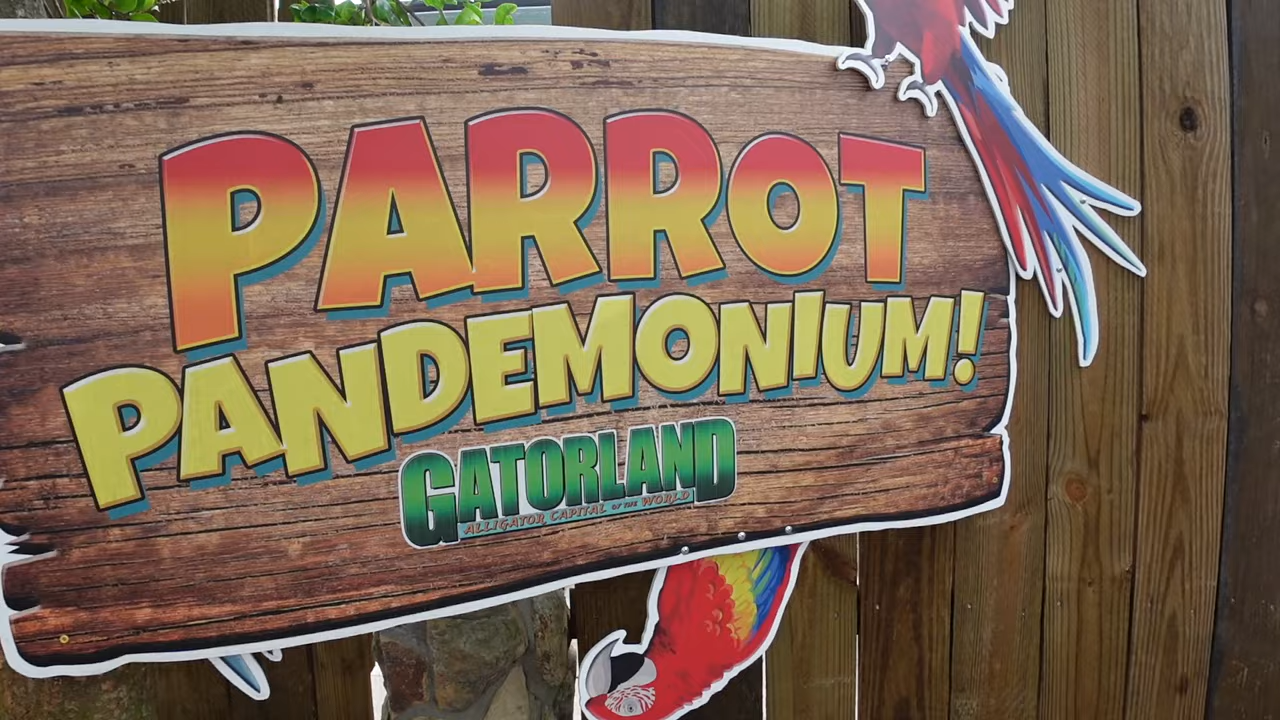 PARROT
PANDEMONIUM!
GATORLAND
ALLIGATOR CAPITAL OF THE WORLD